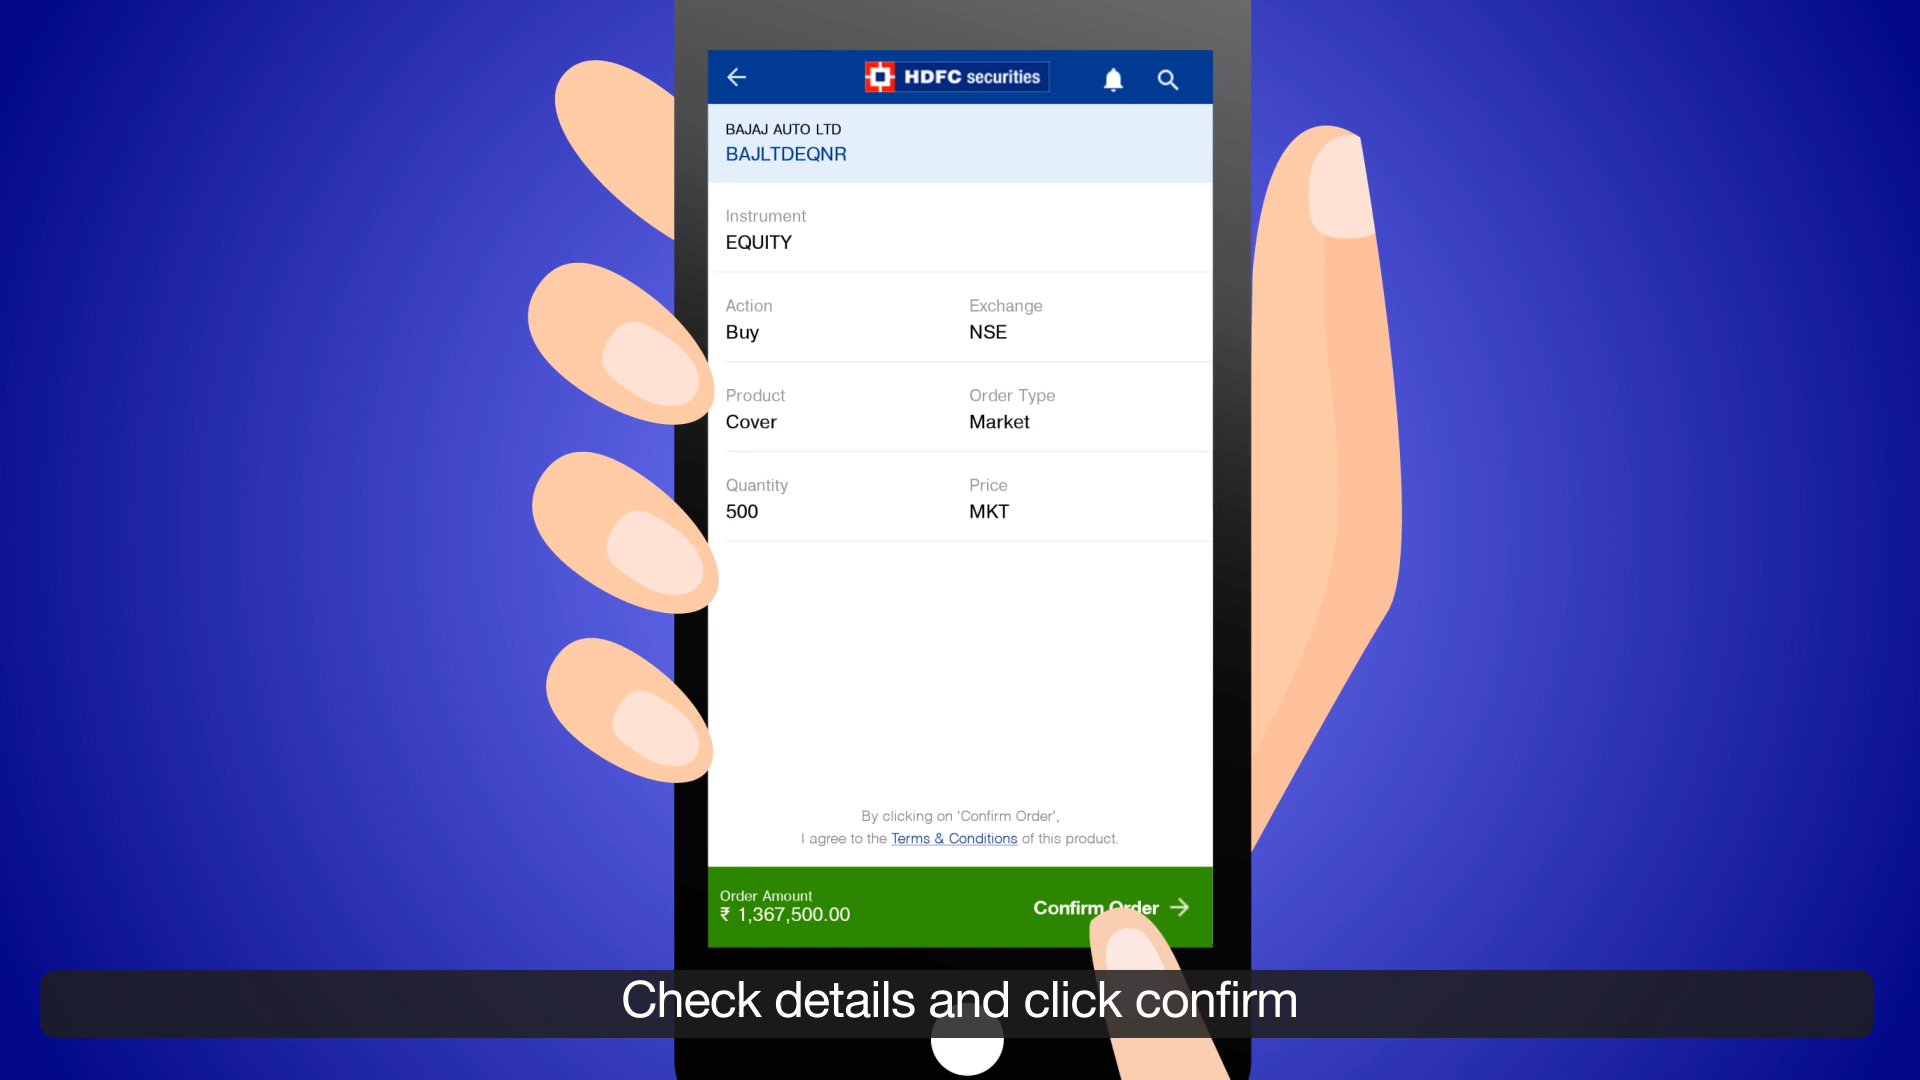 HDFC securities
BAJAJ AUTO LTD
BAJLTDEQNR
Instrument
EQUITY
Action
Buy
Exchange
NSE
Product
Cover
Order Type
Market
Quantity
500
Price
MKT
By clicking on 'Confirm Order',
I agree to the Terms & Conditions of this product.
Order Amount
₹ 1,367,500.00
Confirm Order
Check details and click confirm